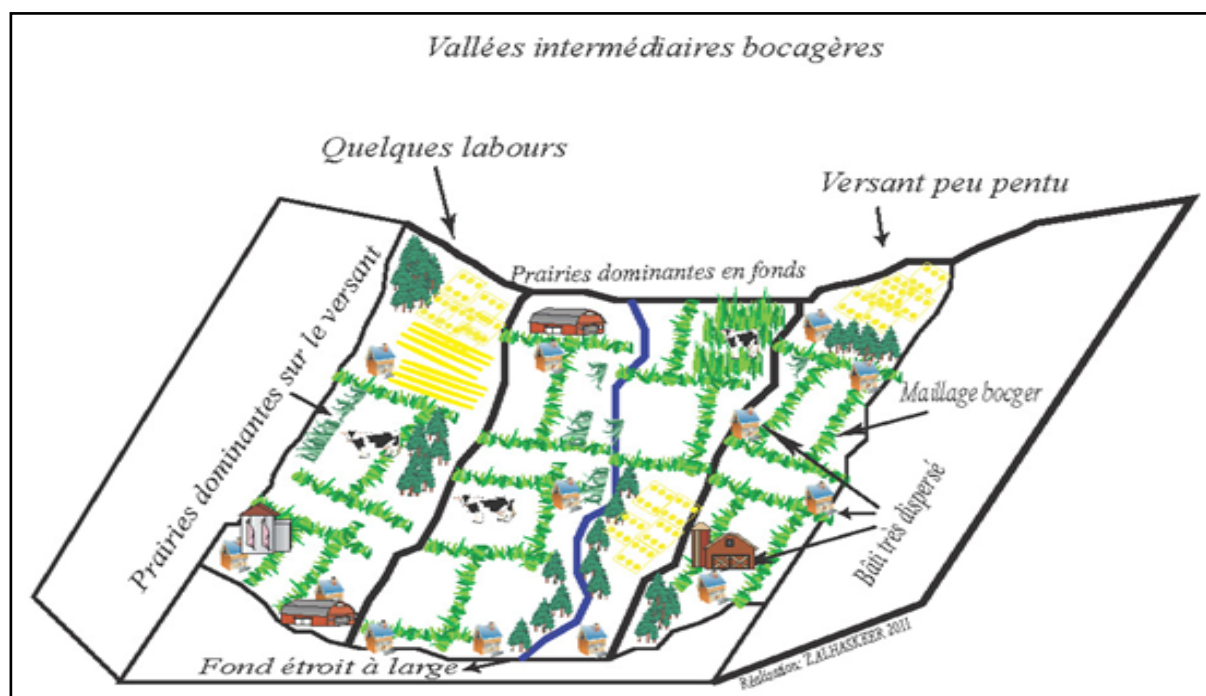 Vallées intermédiaires bocagères
Quelques labours
Versant peu pentu
Prairies dominantes en fonds
Prairies dominantes sur le versant
Maillage bocger
Bâti très dispersé
Fond étroit à large
Réalisation: Z.ALHASKEER 2011